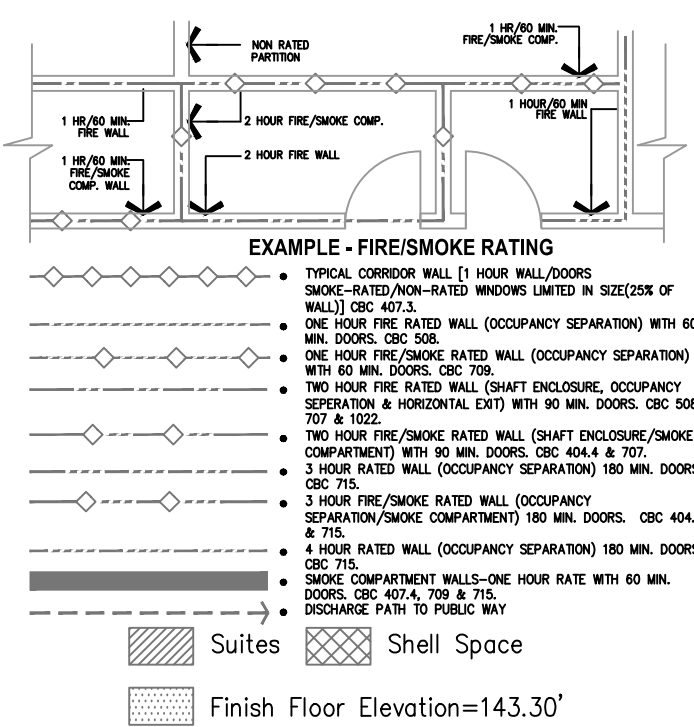 1 HR/60 MIN.
FIRE/SMOKE COMP.
NON RATED
PARTITION
1 HOUR/60 MIN
FIRE WALL
1 HR/60 MIN.
FIRE WALL
2 HOUR FIRE/SMOKE COMP.
1 HR/60 MIN.
FIRE/SMOKE
COMP. WALL
2 HOUR FIRE WALL
EXAMPLE - FIRE/SMOKE RATING
TYPICAL CORRIDOR WALL [1 HOUR WALL/DOORS
SMOKE-RATED/NON-RATED WINDOWS LIMITED IN SIZE(25% OF
WALL)] CBC 407.3.
ONE HOUR FIRE RATED WALL (OCCUPANCY SEPARATION) WITH 60
MIN. DOORS. CBC 508.
ONE HOUR FIRE/SMOKE RATED WALL (OCCUPANCY SEPARATION)
WITH 60 MIN. DOORS. CBC 709.
TWO HOUR FIRE RATED WALL (SHAFT ENCLOSURE, OCCUPANCY
SEPERATION & HORIZONTAL EXIT) WITH 90 MIN. DOORS. CBC 508
707 & 1022.
TWO HOUR FIRE/SMOKE RATED WALL (SHAFT ENCLOSURE/SMOKE
COMPARTMENT) WITH 90 MIN. DOORS. CBC 404.4 & 707.
3 HOUR RATED WALL (OCCUPANCY SEPARATION) 180 MIN. DOORS
CBC 715.
3 HOUR FIRE/SMOKE RATED WALL (OCCUPANCY
SEPARATION/SMOKE COMPARTMENT) 180 MIN. DOORS. CBC 404.
& 715.
4 HOUR RATED WALL (OCCUPANCY SEPARATION) 180 MIN. DOORS
CBC 715.
SMOKE COMPARTMENT WALLS-ONE HOUR RATE WITH 60 MIN.
DOORS. CBC 407.4, 709 & 715.
DISCHARGE PATH TO PUBLIC WAY
Suites Shell Space
Finish Floor Elevation=143.30'